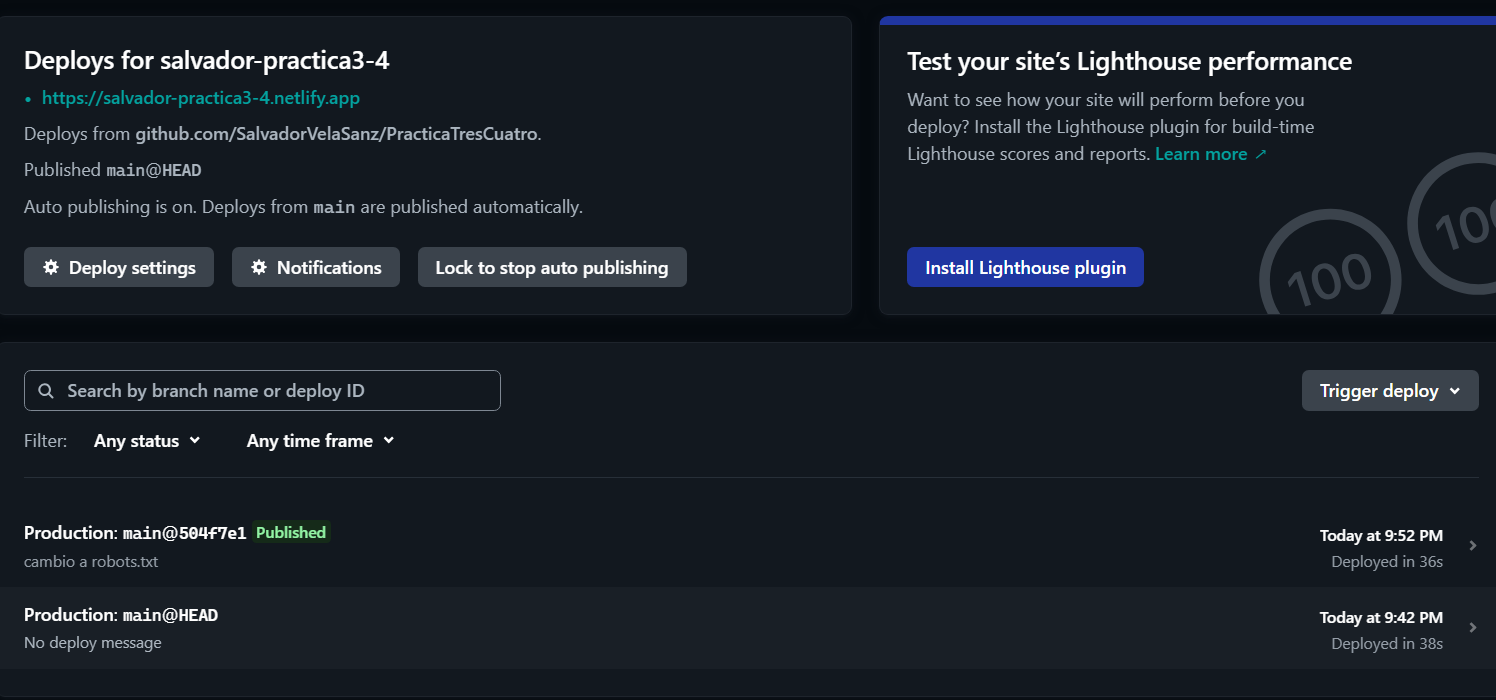 Deploys for salvador-practica3-4
• https://salvador-practica3-4.netlify.app
Deploys from github.com/SalvadorVelaSanz/PracticaTresCuatro.
Published main@HEAD
Auto publishing is on. Deploys from main are published automatically.
Deploy settings
Notifications
Lock to stop auto publishing
Test your site's Lighthouse performance
Want to see how your site will perform before you
deploy? Install the Lighthouse plugin for build-time
Lighthouse scores and reports. Learn more ↗
Install Lighthouse plugin
100
100
Search by branch name or deploy ID
Trigger deploy
Filter: Any status Any time frame
Production: main@504f7e1 Published
Today at 9:52 PM
cambio a robots.txt
Deployed in 36s
Production: main@HEAD
Today at 9:42 PM
No deploy message
Deployed in 38s